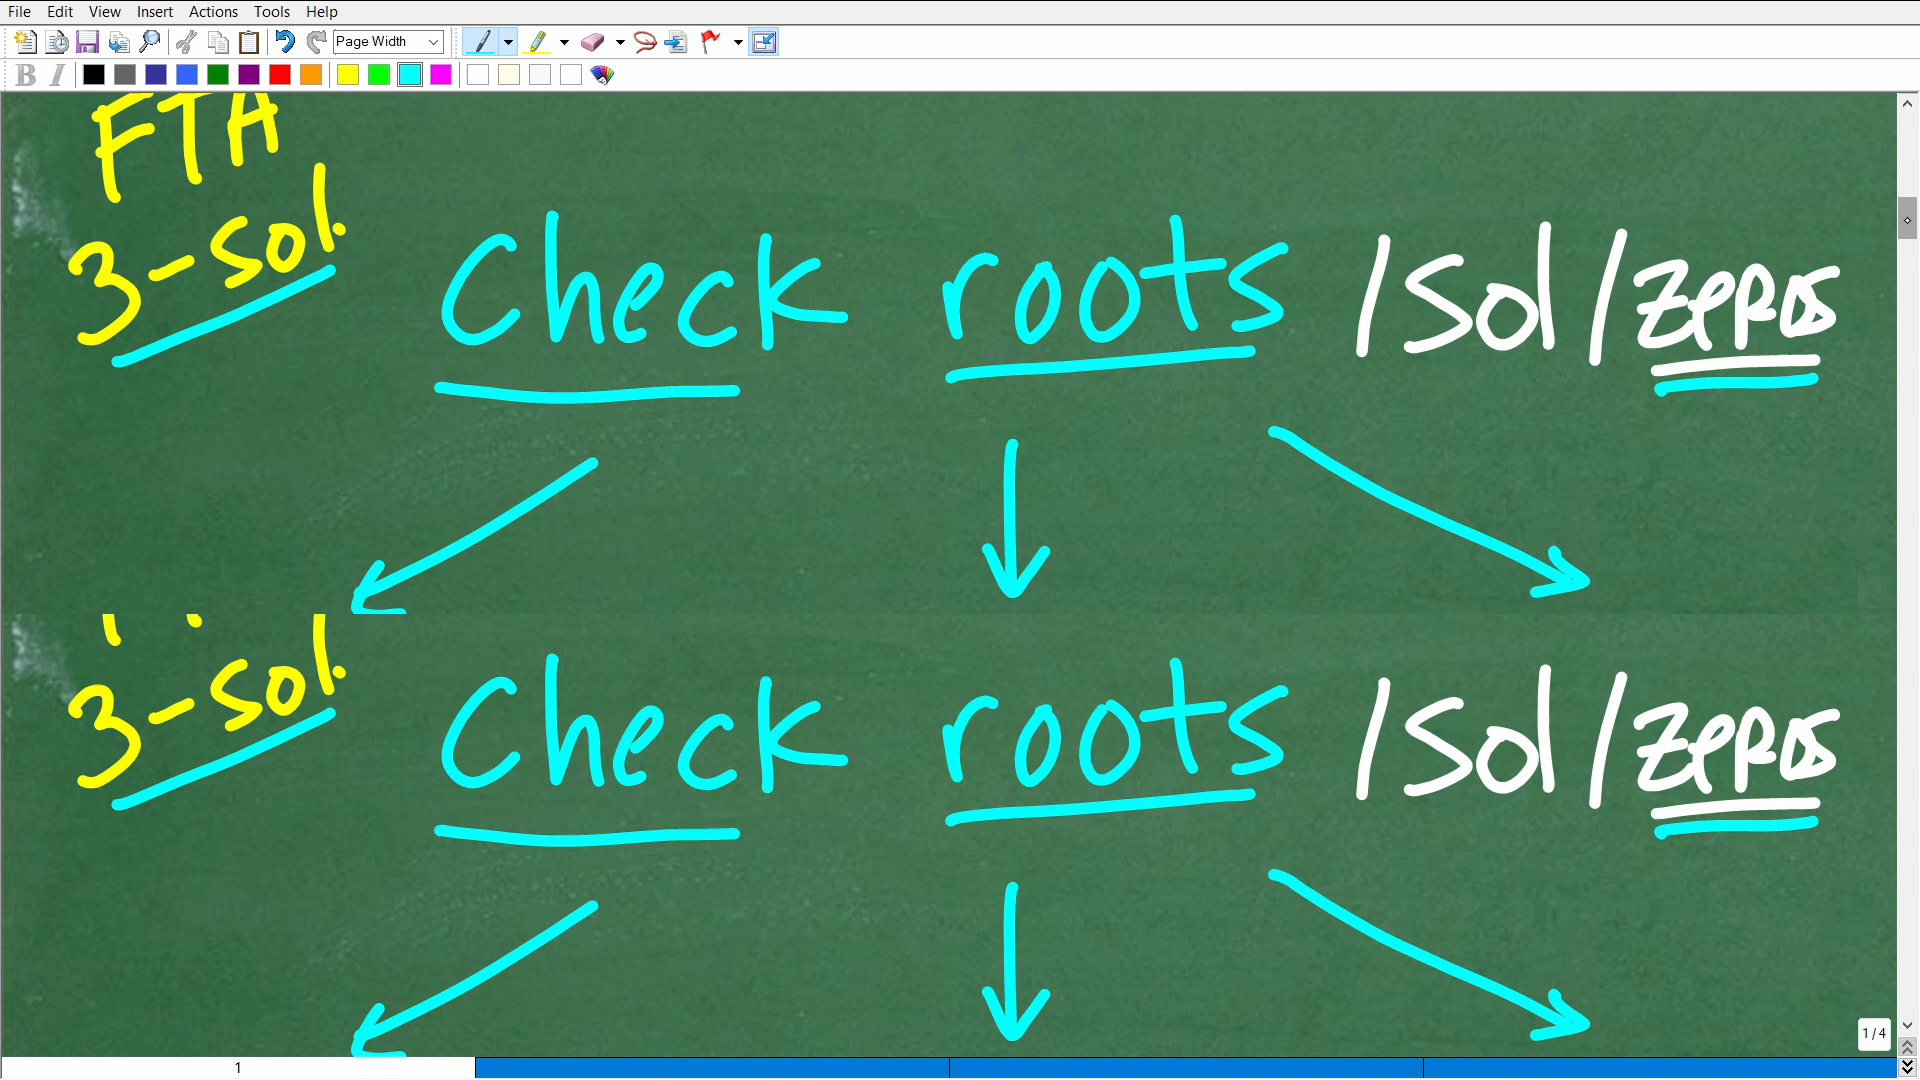 File Edit View Insert Actions Tools Help
Page Width
B I
FTA
3-sol.
Check roots /Sol/zeros
3-sol.
Check roots /Sol/zeros
1/4
1